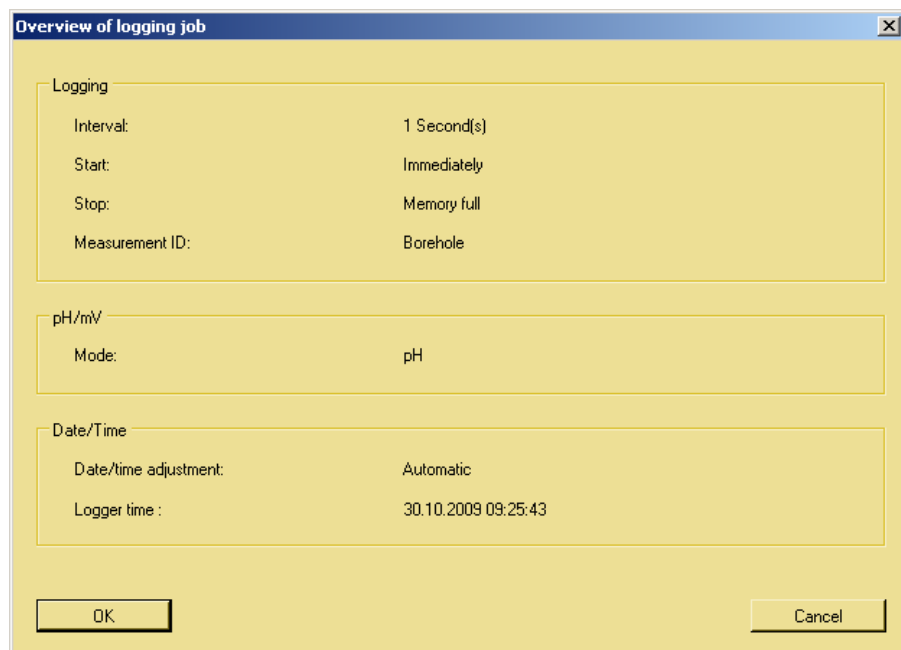 Overview of logging job
Logging
Interval: 1 Second(s)
Start: Immediately
Stop: Memory full
Measurement ID: Borehole
pH/mV
Mode: pH
Date/Time
Date/time adjustment: Automatic
Logger time : 30.10.2009 09:25:43
OK Cancel